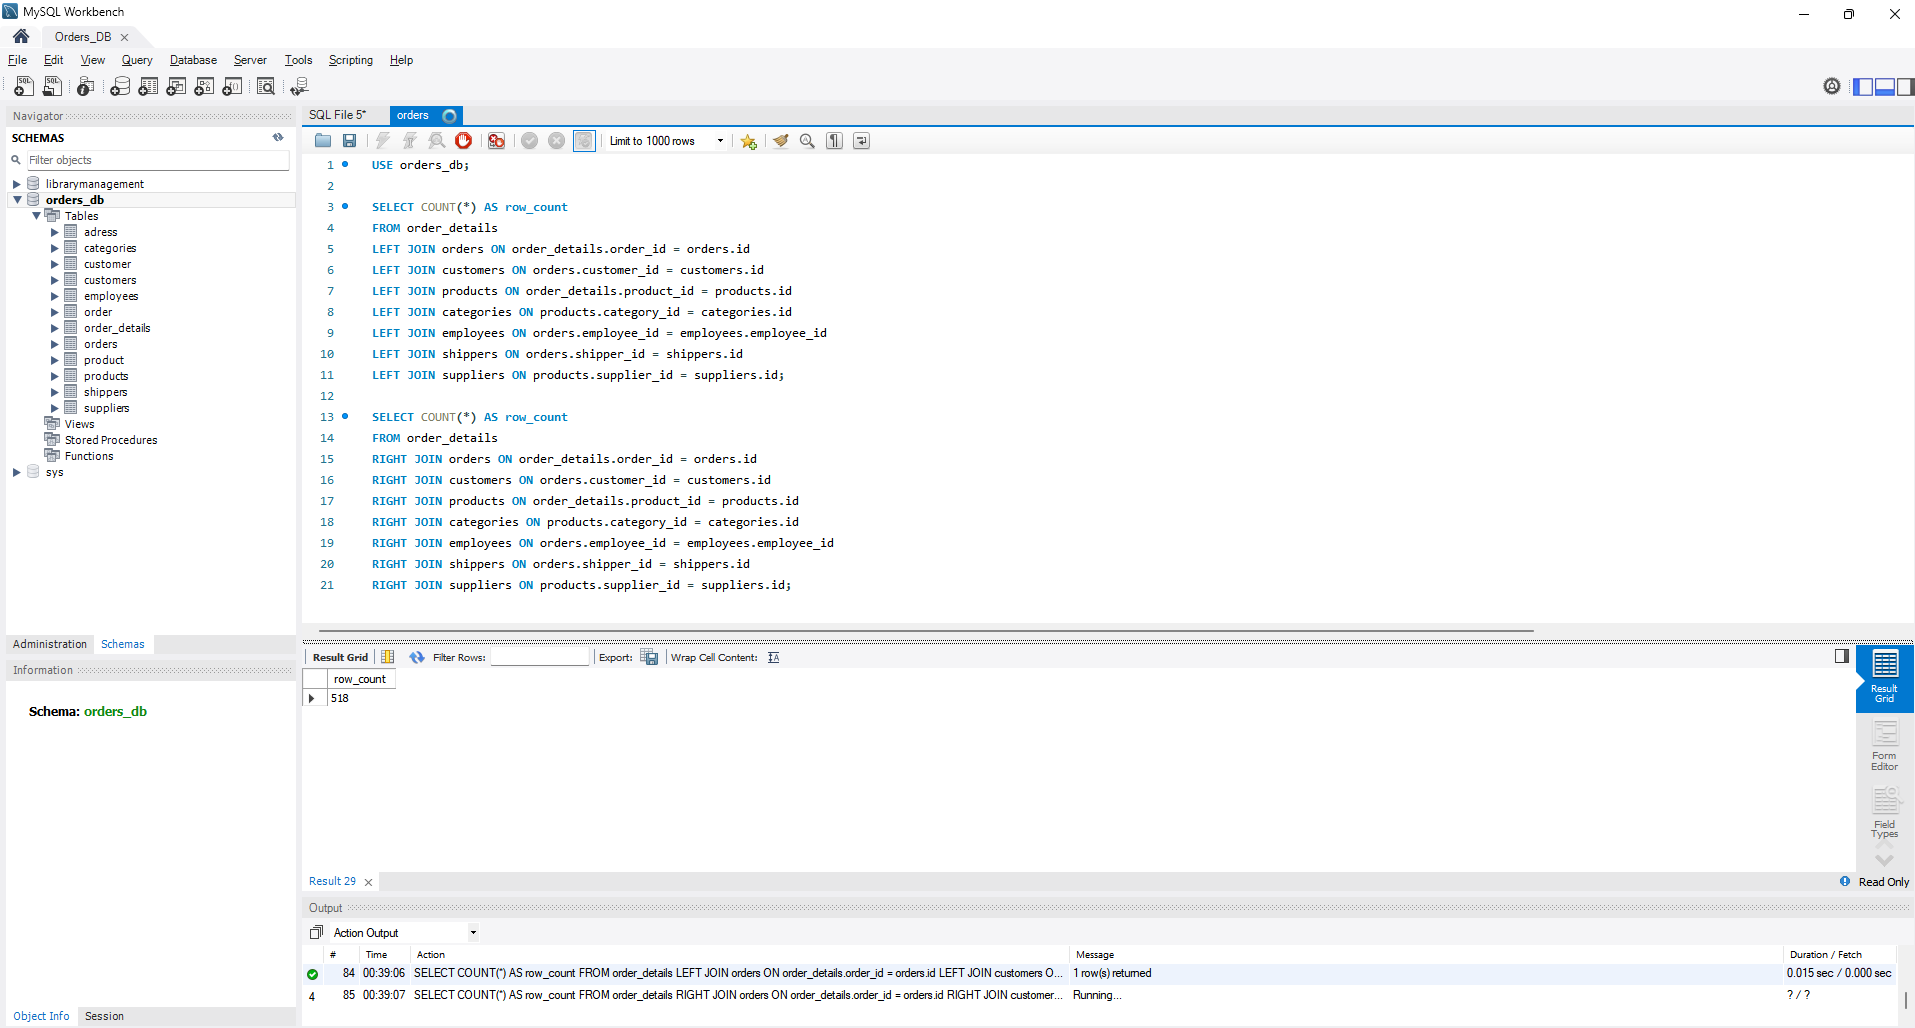 MySQL Workbench
Orders_DB
File Edit View Query Database Server Tools Scripting Help
Navigator
SCHEMAS
Filter objects
librarymanagement
orders_db
Tables
adress
categories
customer
customers
employees
order
order_details
orders
product
products
shippers
suppliers
Views
Stored Procedures
Functions
sys
Administration Schemas
Information
Schema: orders_db
Object Info Session
SQL File 5* orders
Limit to 1000 rows
1 USE orders_db;
2
3 SELECT COUNT(*) AS row_count
4 FROM order_details
5 LEFT JOIN orders ON order_details.order_id = orders.id
6 LEFT JOIN customers ON orders.customer_id = customers.id
7 LEFT JOIN products ON order_details.product_id = products.id
8 LEFT JOIN categories ON products.category_id = categories.id
9 LEFT JOIN employees ON orders.employee_id = employees.employee_id
10 LEFT JOIN shippers ON orders.shipper_id = shippers.id
11 LEFT JOIN suppliers ON products.supplier_id = suppliers.id;
12
13 SELECT COUNT(*) AS row_count
14 FROM order_details
15 RIGHT JOIN orders ON order_details.order_id = orders.id
16 RIGHT JOIN customers ON orders.customer_id = customers.id
17 RIGHT JOIN products ON order_details.product_id = products.id
18 RIGHT JOIN categories ON products.category_id = categories.id
19 RIGHT JOIN employees ON orders.employee_id = employees.employee_id
20 RIGHT JOIN shippers ON orders.shipper_id = shippers.id
21 RIGHT JOIN suppliers ON products.supplier_id = suppliers.id;
Result Grid Filter Rows: Export: Wrap Cell Content:
row_count
518
Result
Grid
Form
Editor
Field
Types
Result 29 Read Only
Output
Action Output
# Time Action Message Duration / Fetch
84 00:39:06 SELECT COUNT(*) AS row_count FROM order_details LEFT JOIN orders ON order_details.order_id = orders.id LEFT JOIN customers O... 1 row(s) returned 0.015 sec / 0.000 sec
4 85 00:39:07 SELECT COUNT(*) AS row_count FROM order_details RIGHT JOIN orders ON order_details.order_id = orders.id RIGHT JOIN customer... Running... ? / ?